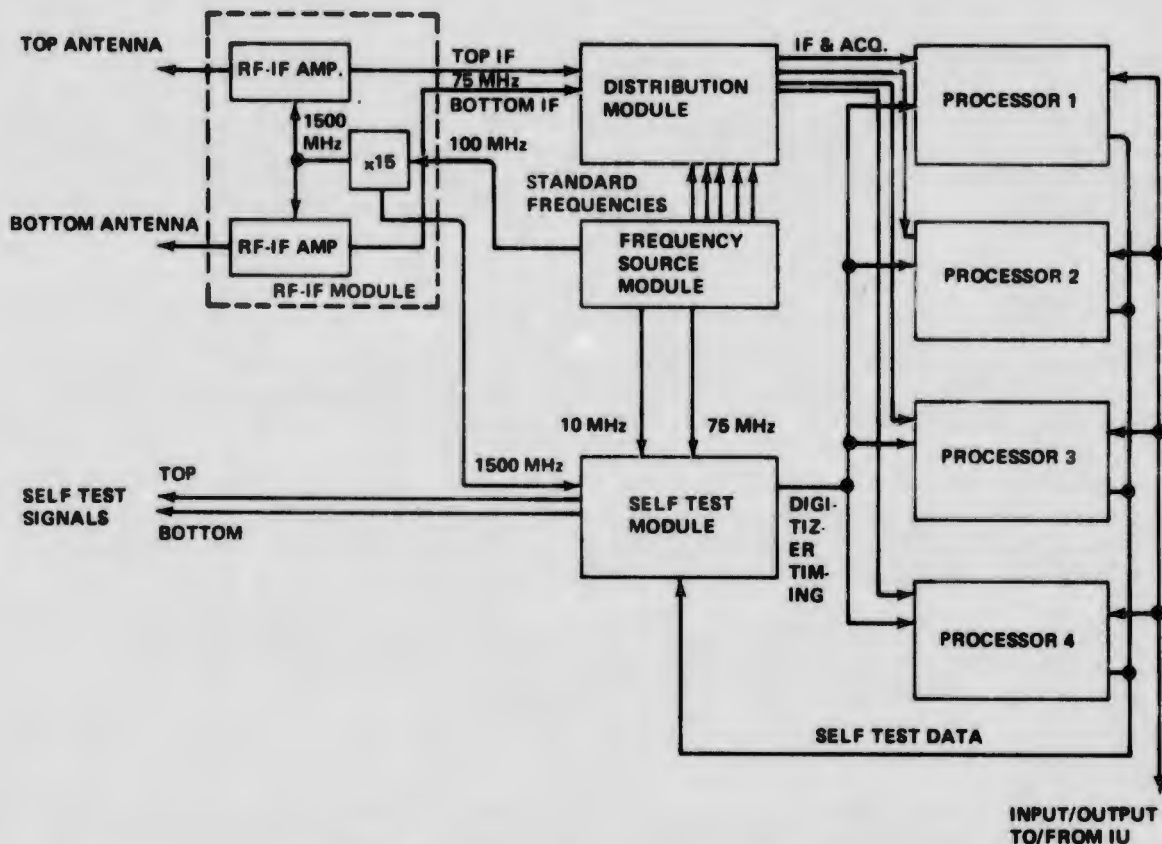 TOP ANTENNA
RF-IF AMP.
1500
MHz
x15
BOTTOM ANTENNA
RF-IF AMP
RF-IF MODULE
TOP IF
75 MHz
BOTTOM IF
100 MHz
DISTRIBUTION
MODULE
STANDARD
FREQUENCIES
FREQUENCY
SOURCE
MODULE
IF & ACQ.
PROCESSOR 1
PROCESSOR 2
PROCESSOR 3
PROCESSOR 4
10 MHz
75 MHz
1500 MHz
SELF TEST
SIGNALS
TOP
BOTTOM
SELF TEST
MODULE
DIGI-
TIZ-
ER
TIM-
ING
SELF TEST DATA
INPUT/OUTPUT
TO/FROM IU